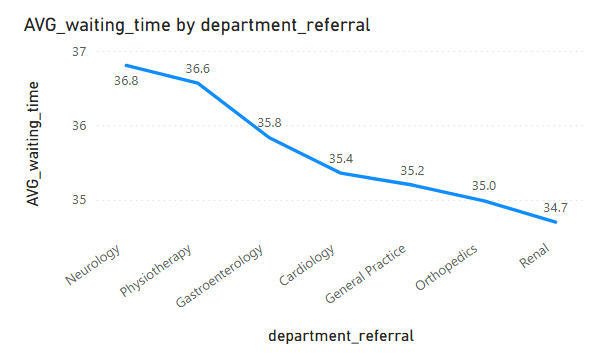 AVG_waiting_time by department_referral
37
36
35
AVG_waiting_time
36.8
36.6
35.8
35.4
35.2
35.0
34.7
Neurology
Physiotherapy
Gastroenterology
Cardiology
General Practice
Orthopedics
Renal
department_referral